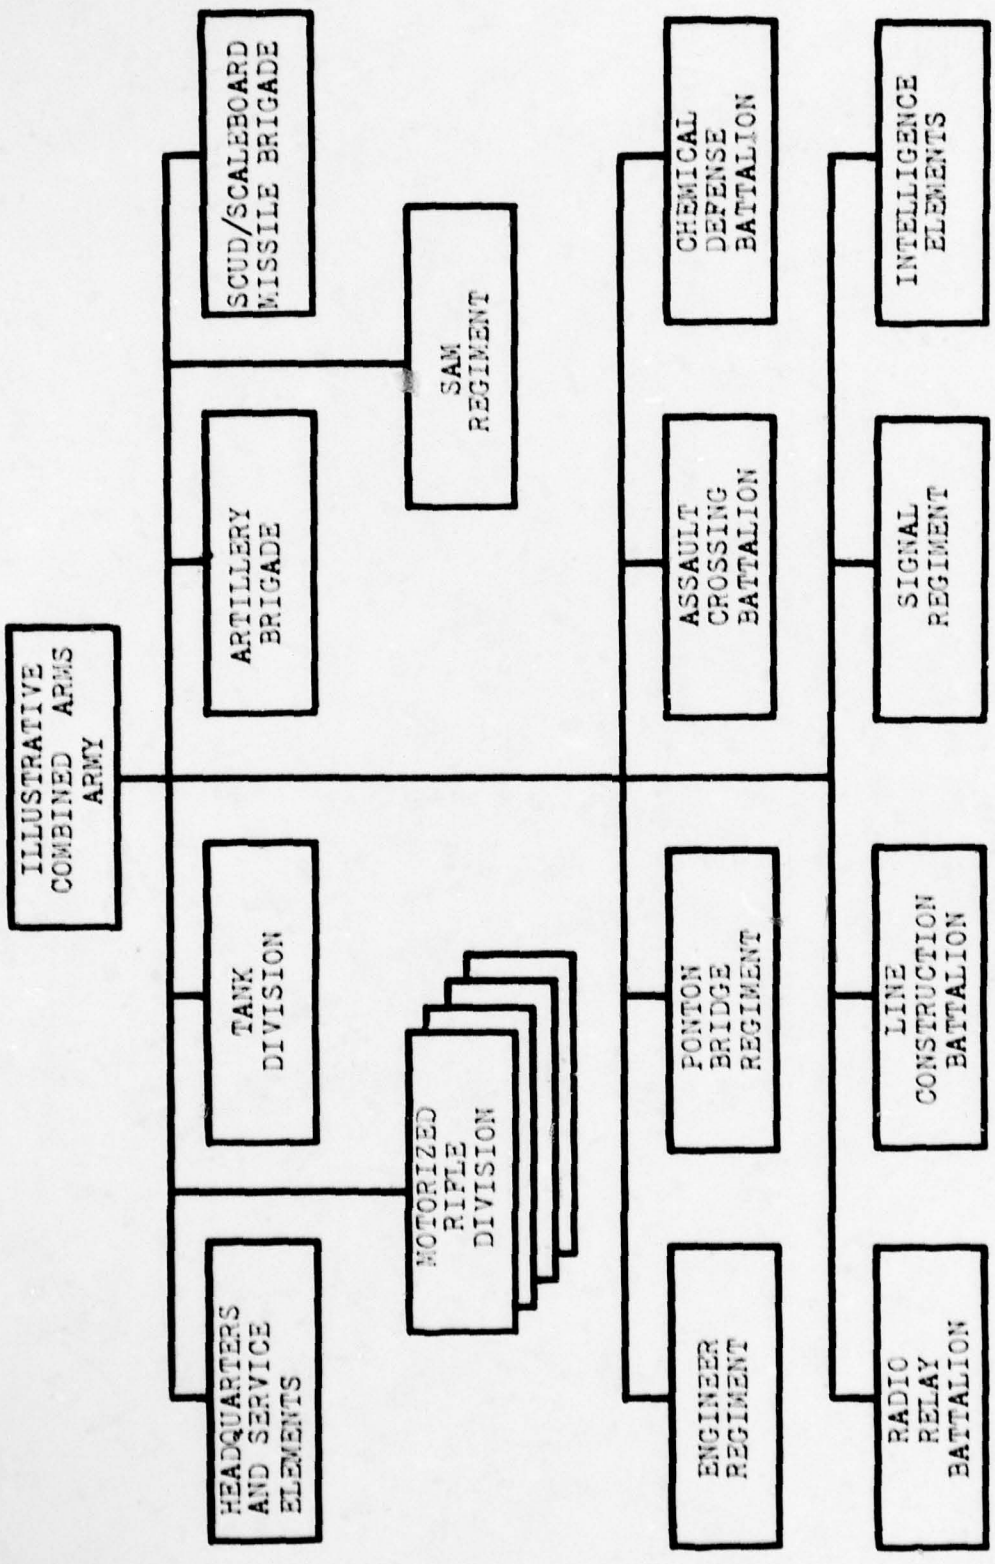 ILLUSTRATIVE
COMBINED ARMS
ARMY
HEADQUARTERS
AND SERVICE
ELEMENTS
TANK
DIVISION
ARTILLERY
BRIGADE
SCUD/SCALEBOARD
MISSILE BRIGADE
MOTORIZED
RIFLE
DIVISION
SAM
REGIMENT
ENGINEER
REGIMENT
PONTON
BRIDGE
REGIMENT
ASSAULT
CROSSING
BATTALION
CHEMICAL
DEFENSE
BATTALION
RADIO
RELAY
BATTALION
LINE
CONSTRUCTION
BATTALION
SIGNAL
REGIMENT
INTELLIGENCE
ELEMENTS